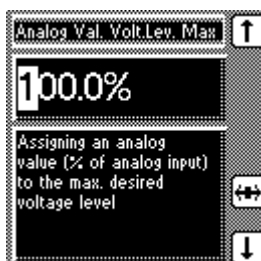 Analog Val. Volt.Lev. Max
100.0%
Assigning an analog
value (% of analog input)
to the max. desired
voltage level